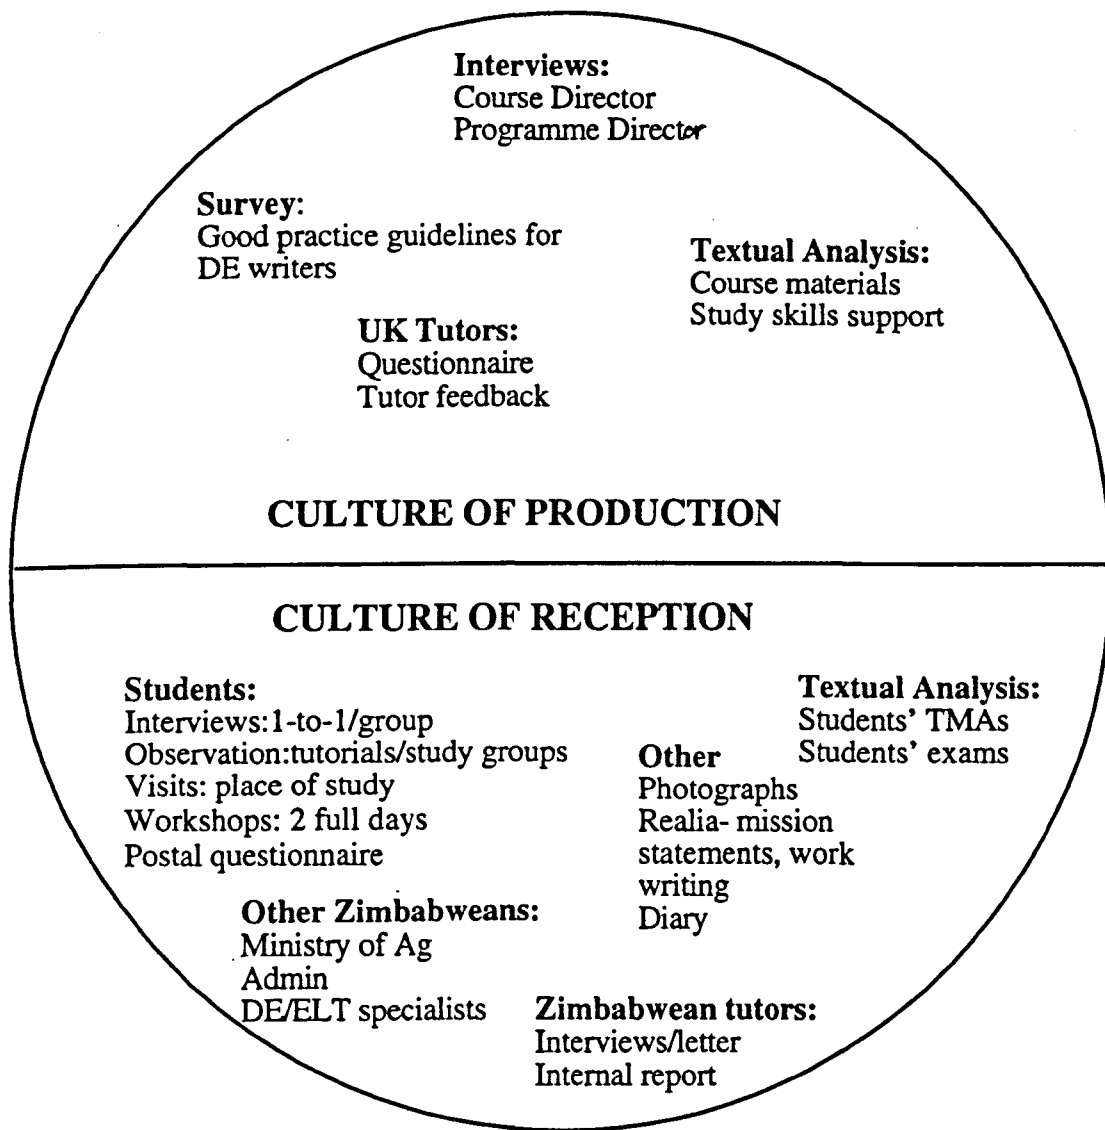 Interviews:
Course Director
Programme Director
Survey:
Good practice guidelines for
DE writers
Textual Analysis:
Course materials
Study skills support
UK Tutors:
Questionnaire
Tutor feedback
CULTURE OF PRODUCTION
CULTURE OF RECEPTION
Students:
Interviews:1-to-1/group
Observation:tutorials/study groups
Visits: place of study
Workshops: 2 full days
Postal questionnaire
Textual Analysis:
Students' TMAs
Students' exams
Other
Photographs
Realia- mission
statements, work
writing
Diary
Other Zimbabweans:
Ministry of Ag
Admin
DE/ELT specialists
Zimbabwean tutors:
Interviews/letter
Internal report